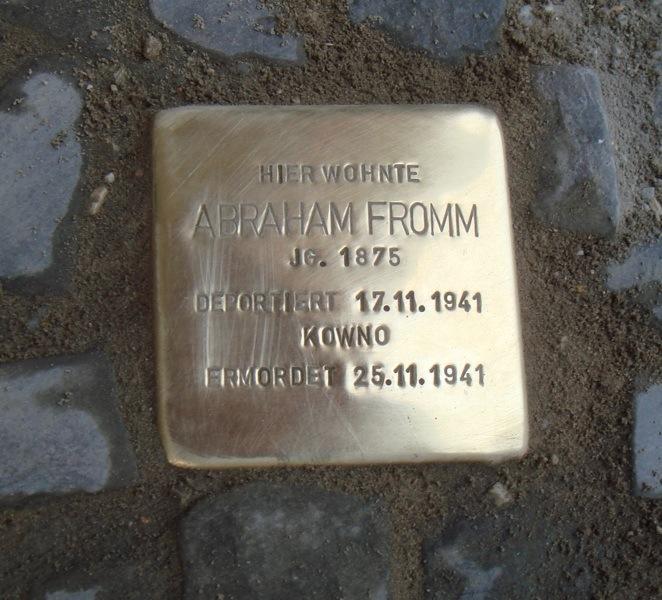 HIER WOHNTE
ABRAHAM FROMM
JG. 1875
DEPORTIERT 17.11.1941
KOWNO
ERMORDET 25.11.1941